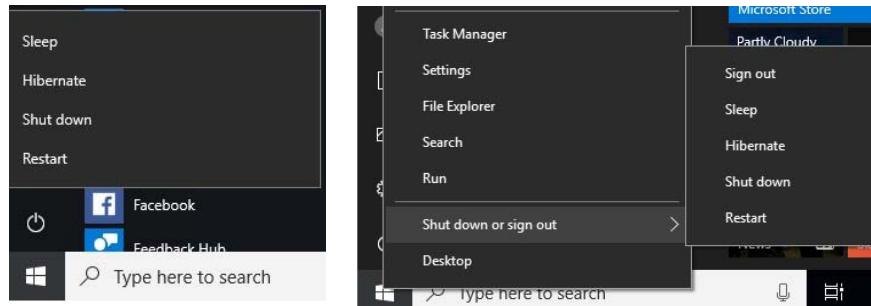 Sleep
Hibernate
Shut down
Restart
Facebook
Feedback Hub
Type here to search
Microsoft Store
Partly Cloudy
Task Manager
Settings
File Explorer
Search
Run
Shut down or sign out
Desktop
Sign out
Sleep
Hibernate
Shut down
Restart
News
Type here to search